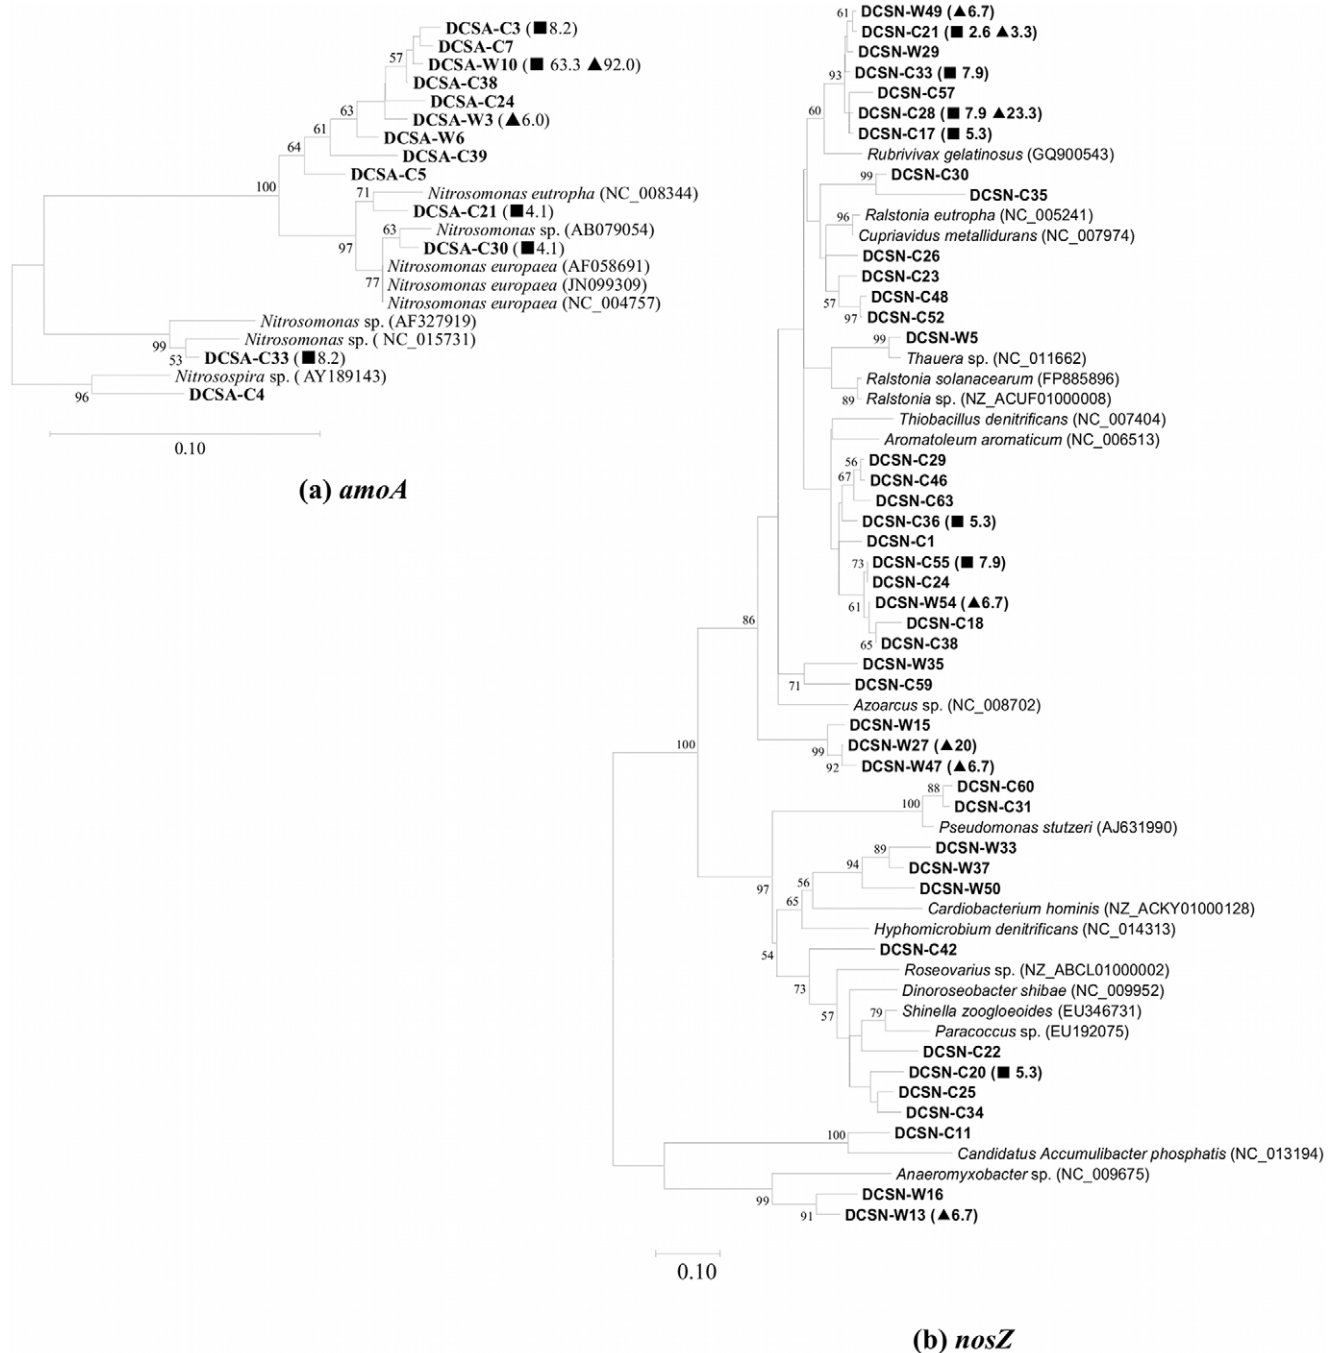 DCSA-C3 (■8.2)
57
DCSA-C7
DCSA-W10 (■ 63.3 ▲92.0)
DCSA-C38
DCSA-C24
63
DCSA-W3 (▲6.0)
61
DCSA-W6
64
DCSA-C39
DCSA-C5
100
71
Nitrosomonas eutropha (NC_008344)
DCSA-C21 (■4.1)
63
Nitrosomonas sp. (AB079054)
97
DCSA-C30 (■4.1)
Nitrosomonas europaea (AF058691)
77
Nitrosomonas europaea (JN099309)
Nitrosomonas europaea (NC_004757)
Nitrosomonas sp. (AF327919)
99
Nitrosomonas sp. ( NC_015731)
53
DCSA-C33 (■8.2)
Nitrosospira sp. ( AY189143)
96
DCSA-C4
0.10
(a) amoA
61
DCSN-W49 (▲6.7)
DCSN-C21 (■ 2.6 ▲3.3)
DCSN-W29
93
DCSN-C33 (■ 7.9)
DCSN-C57
60
DCSN-C28 (■ 7.9 ▲23.3)
DCSN-C17 (■ 5.3)
Rubrivivax gelatinosus (GQ900543)
99
DCSN-C30
DCSN-C35
96
Ralstonia eutropha (NC_005241)
Cupriavidus metallidurans (NC_007974)
DCSN-C26
DCSN-C23
57
DCSN-C48
97
DCSN-C52
99
DCSN-W5
Thauera sp. (NC_011662)
Ralstonia solanacearum (FP885896)
89
Ralstonia sp. (NZ_ACUF01000008)
Thiobacillus denitrificans (NC_007404)
Aromatoleum aromaticum (NC_006513)
56
DCSN-C29
67
DCSN-C46
DCSN-C63
DCSN-C36 (■ 5.3)
DCSN-C1
73
DCSN-C55 (■ 7.9)
DCSN-C24
61
DCSN-W54 (▲6.7)
DCSN-C18
65
DCSN-C38
86
DCSN-W35
71
DCSN-C59
Azoarcus sp. (NC_008702)
DCSN-W15
100
99
DCSN-W27 (▲20)
92
DCSN-W47 (▲6.7)
88
DCSN-C60
100
DCSN-C31
Pseudomonas stutzeri (AJ631990)
89
DCSN-W33
94
DCSN-W37
97
56
DCSN-W50
65
Cardiobacterium hominis (NZ_ACKY01000128)
Hyphomicrobium denitrificans (NC_014313)
54
DCSN-C42
Roseovarius sp. (NZ_ABCL01000002)
73
Dinoroseobacter shibae (NC_009952)
57
79
Shinella zoogloeoides (EU346731)
Paracoccus sp. (EU192075)
DCSN-C22
DCSN-C20 (■ 5.3)
DCSN-C25
DCSN-C34
100
DCSN-C11
Candidatus Accumulibacter phosphatis (NC_013194)
Anaeromyxobacter sp. (NC_009675)
99
DCSN-W16
91
DCSN-W13 (▲6.7)
0.10
(b) nosZ